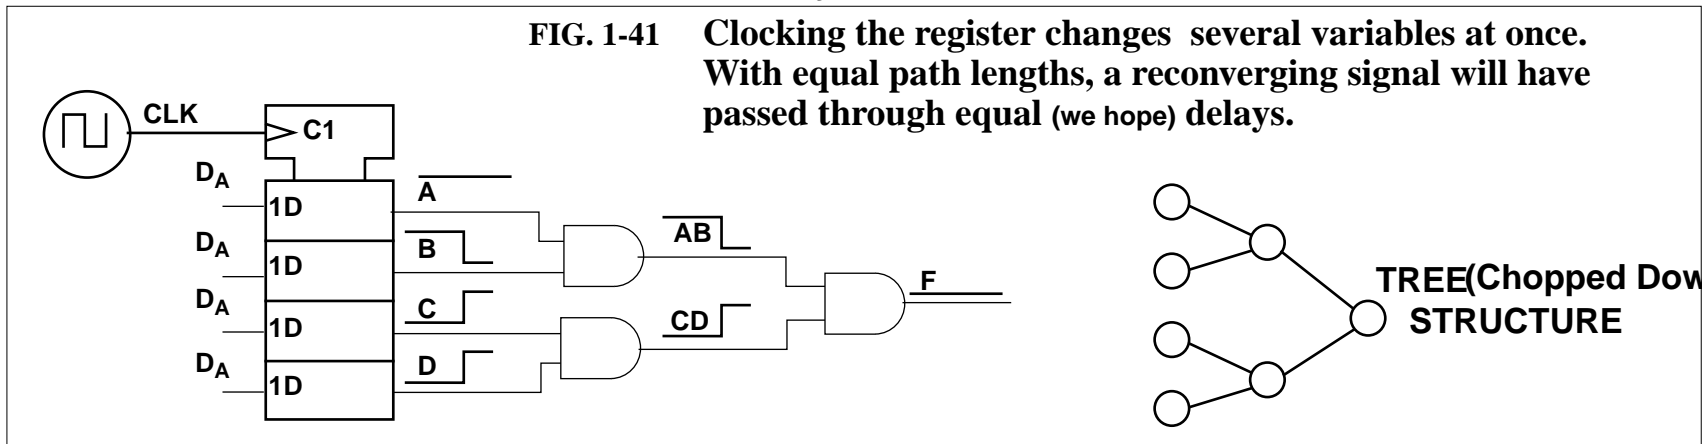 FIG. 1-41 Clocking the register changes several variables at once.
With equal path lengths, a reconverging signal will have
passed through equal (we hope) delays.
CLK
C1
DA
1D
A
DA
1D
B
DA
1D
C
DA
1D
D
AB
CD
F
TREE(Chopped Dow
STRUCTURE